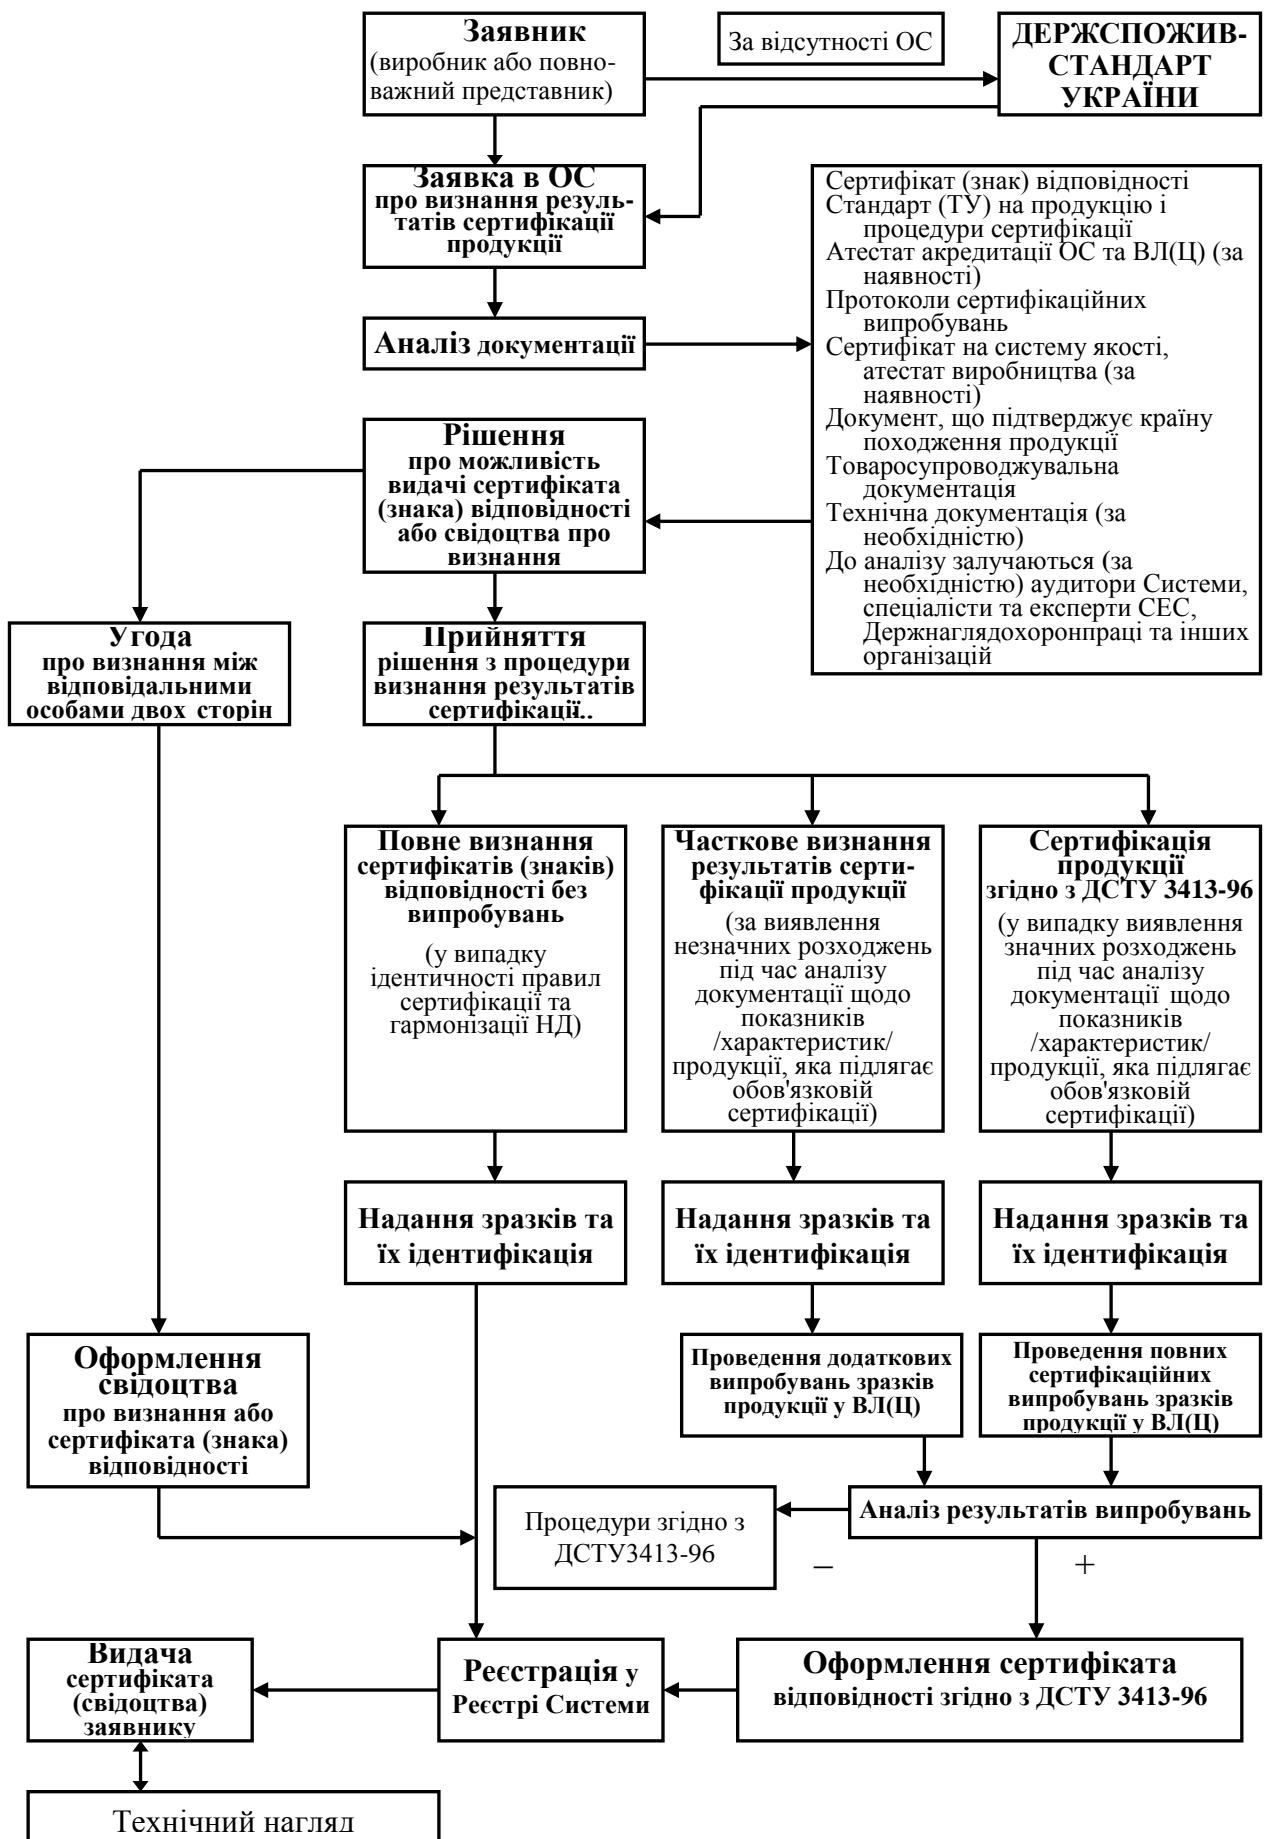 Заявник
(виробник або повно-
важний представник)
За відсутності ОС
ДЕРЖСПОЖИВ-
СТАНДАРТ
УКРАЇНИ
Заявка в ОС
про визнання резуль-
татів сертифікації
продукції
Аналіз документації
Сертифікат (знак) відповідності
Стандарт (ТУ) на продукцію і
процедури сертифікації
Атестат акредитації ОС та ВЛ(Ц) (за
наявності)
Протоколи сертифікаційних
випробувань
Сертифікат на систему якості,
атестат виробництва (за
наявності)
Документ, що підтверджує країну
походження продукції
Товаросупроводжувальна
документація
Технічна документація (за
необхідністю)
До аналізу залучаються (за
необхідністю) аудитори Системи,
спеціалісти та експерти СЕС,
Держнаглядохоронпраці та інших
організацій
Рішення
про можливість
видачі сертифіката
(знака) відповідності
або свідоцтва про
визнання
Угода
про визнання між
відповідальними
особами двох сторін
Прийняття
рішення з процедури
визнання результатів
сертифікації..
Повне визнання
сертифікатів (знаків)
відповідності без
випробувань
(у випадку
ідентичності правил
сертифікації та
гармонізації НД)
Часткове визнання
результатів серти-
фікації продукції
(за виявлення
незначних розходжень
під час аналізу
документації щодо
показників
/характеристик/
продукції, яка підлягає
обов'язковій
сертифікації)
Сертифікація
продукції
згідно з ДСТУ 3413-96
(у випадку виявлення
значних розходжень
під час аналізу
документації щодо
показників
/характеристик/
продукції, яка підлягає
обов'язковій
сертифікації)
Надання зразків та
їх ідентифікація
Надання зразків та
їх ідентифікація
Надання зразків та
їх ідентифікація
Оформлення
свідоцтва
про визнання або
сертифіката (знака)
відповідності
Проведення додаткових
випробувань зразків
продукції у ВЛ(Ц)
Проведення повних
сертифікаційних
випробувань зразків
продукції у ВЛ(Ц)
Процедури згідно з
ДСТУ3413-96
Аналіз результатів випробувань
– +
Видача
сертифіката
(свідоцтва)
заявнику
Реєстрація у
Реєстрі Системи
Оформлення сертифіката
відповідності згідно з ДСТУ 3413-96
Технічний нагляд